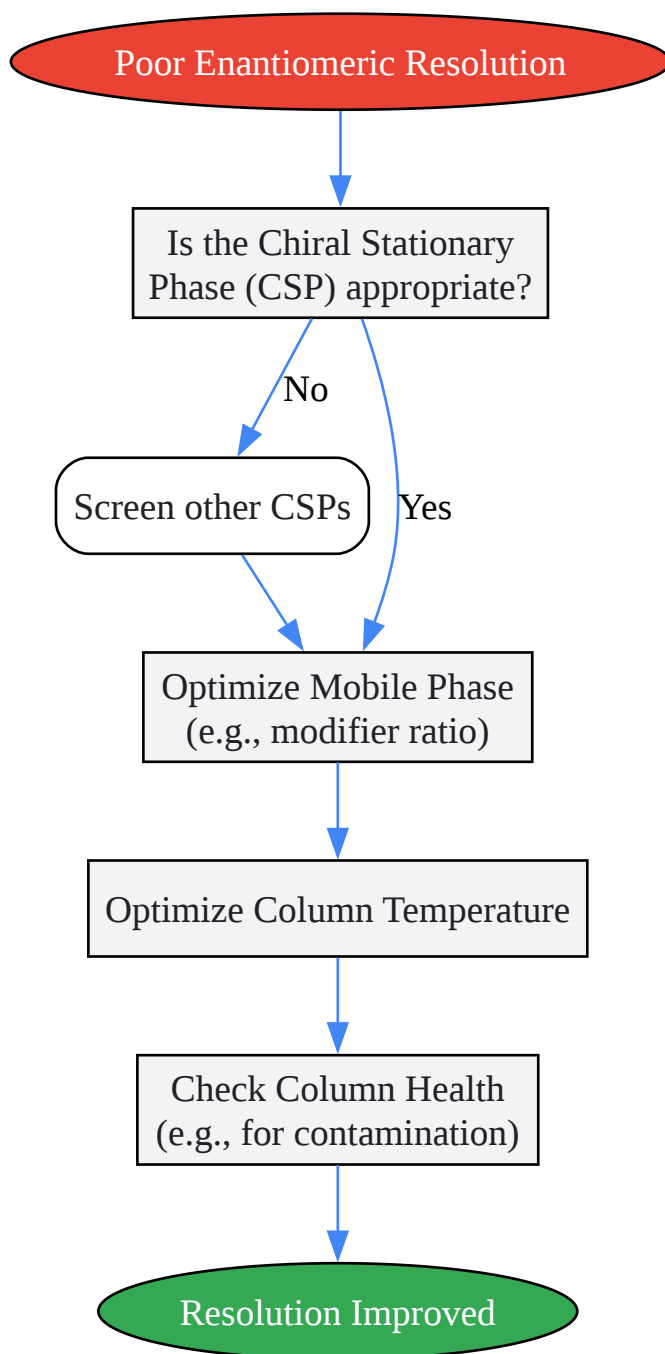 Poor Enantiomeric Resolution
Is the Chiral Stationary
Phase (CSP) appropriate?
No
Screen other CSPs
Yes
Optimize Mobile Phase
(e.g., modifier ratio)
Optimize Column Temperature
Check Column Health
(e.g., for contamination)
Resolution Improved